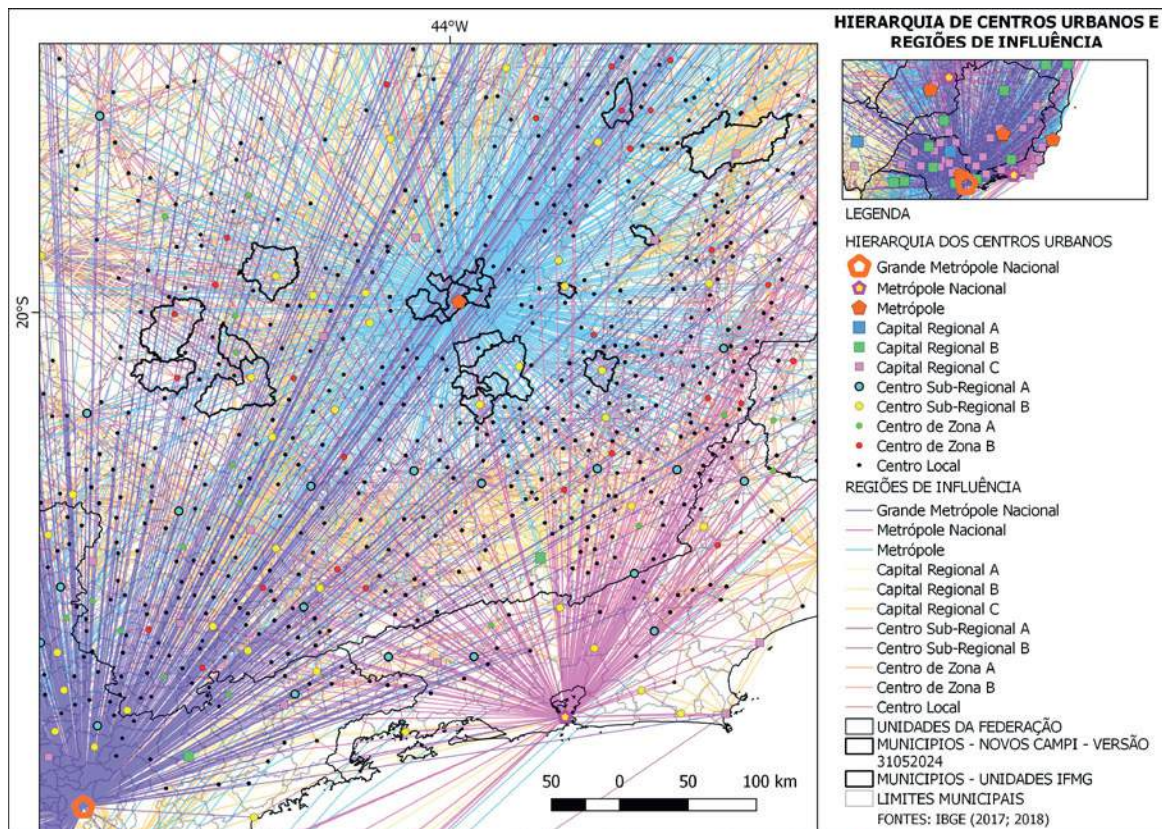 44°W
20°S
50 0 50 100 km
HIERARQUIA DE CENTROS URBANOS E
REGIÕES DE INFLUÊNCIA
LEGENDA
HIERARQUIA DOS CENTROS URBANOS
Grande Metrópole Nacional
Metrópole Nacional
Metrópole
Capital Regional A
Capital Regional B
Capital Regional C
Centro Sub-Regional A
Centro Sub-Regional B
Centro de Zona A
Centro de Zona B
Centro Local
REGIÕES DE INFLUÊNCIA
Grande Metrópole Nacional
Metrópole Nacional
Metrópole
Capital Regional A
Capital Regional B
Capital Regional C
Centro Sub-Regional A
Centro Sub-Regional B
Centro de Zona A
Centro de Zona B
Centro Local
UNIDADES DA FEDERAÇÃO
MUNICIPIOS - NOVOS CAMPI - VERSÃO
31052024
MUNICIPIOS - UNIDADES IFMG
LIMITES MUNICIPAIS
FONTES: IBGE (2017; 2018)